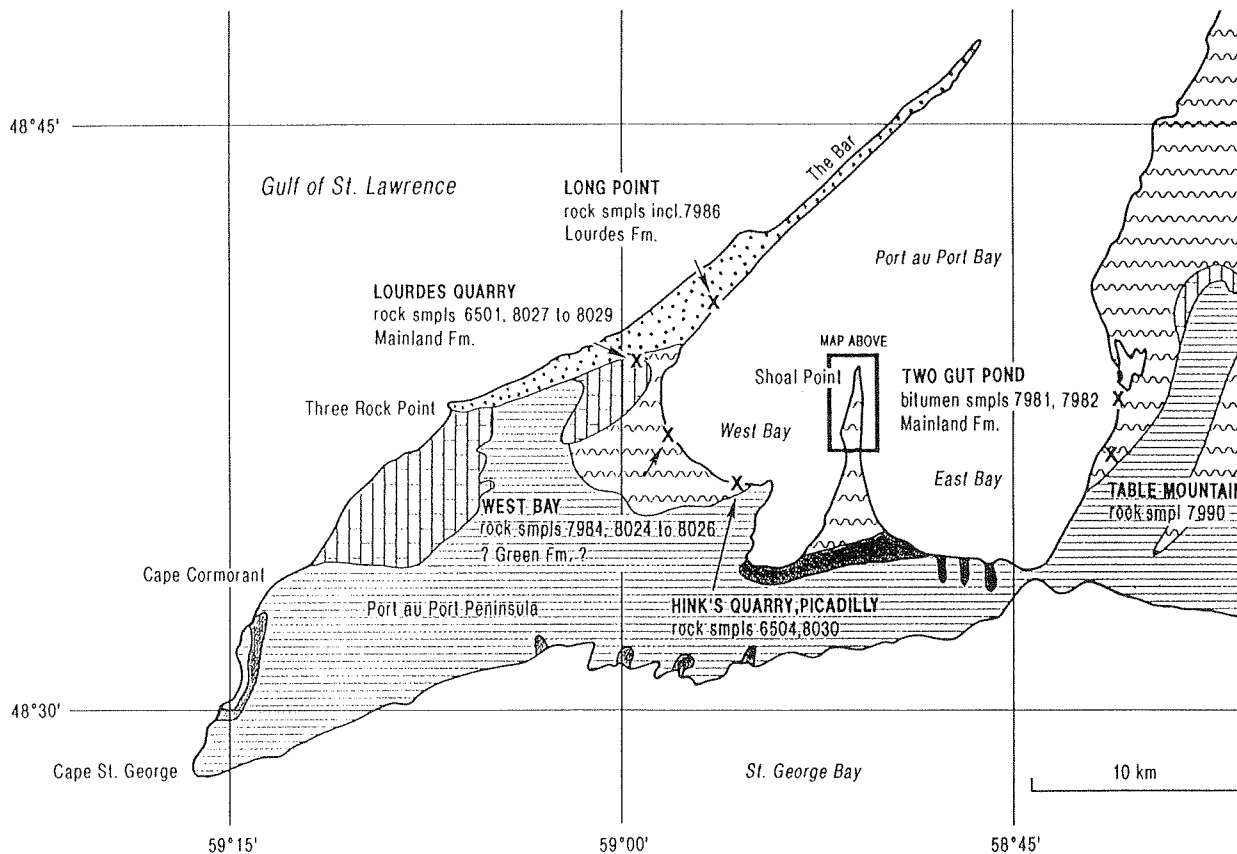 48°45'
The Bar
Gulf of St. Lawrence
LONG POINT
rock smpls incl.7986
Lourdes Fm.
Port au Port Bay
LOURDES QUARRY
rock smpls 6501, 8027 to 8029
Mainland Fm.
MAP ABOVE
Shoal Point
TWO GUT POND
bitumen smpls 7981, 7982
Mainland Fm.
Three Rock Point
West Bay
East Bay
TABLE MOUNTAIN
rock smpl 7990
WEST BAY
rock smpls 7984, 8024 to 8026
? Green Fm. ?
Cape Cormorant
Port au Port Peninsula
HINK'S QUARRY,PICADILLY
rock smpls 6504,8030
48°30'
Cape St. George
St. George Bay
10 km
59°15'
59°00'
58°45'